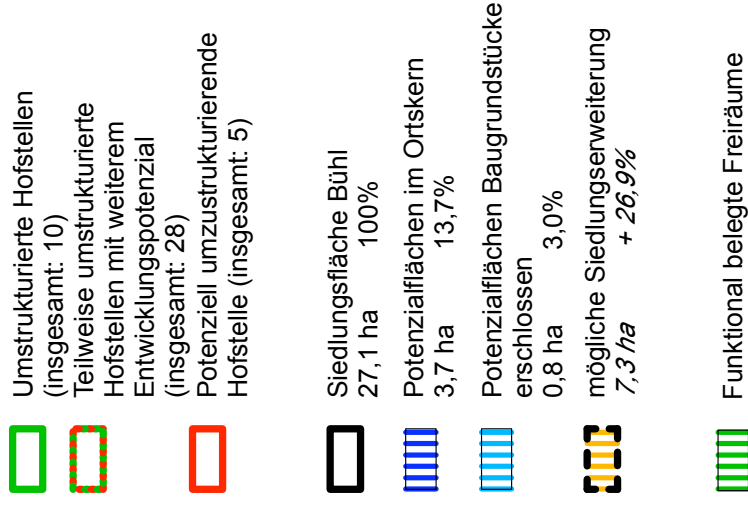 Umstrukturierte Hofstellen
(insgesamt: 10)
Teilweise umstrukturierte
Hofstellen mit weiterem
Entwicklungspotenzial
(insgesamt: 28)
Potenziell umzustrukturierende
Hofstelle (insgesamt: 5)
Siedlungsfläche Bühl
27,1 ha 100%
Potenzialflächen im Ortskern
3,7 ha 13,7%
Potenzialflächen Baugrundstücke
erschlossen
0,8 ha 3,0%
mögliche Siedlungserweiterung
7,3 ha + 26,9%
Funktional belegte Freiräume